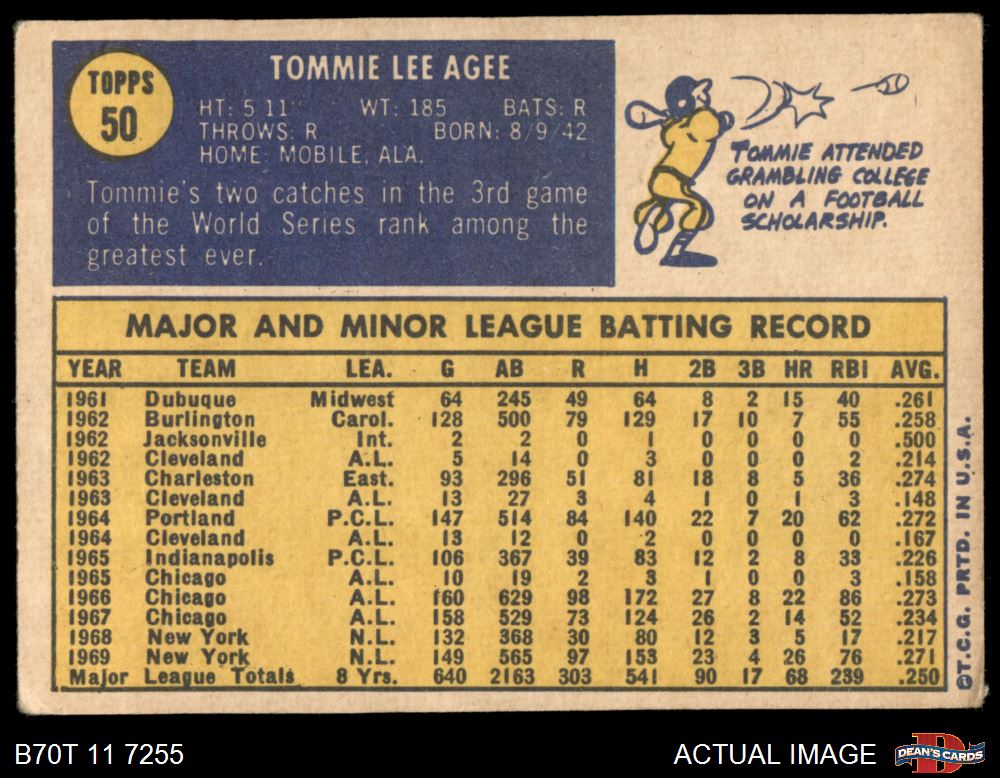 TOPPS
50
TOMMIE LEE AGEE
HT: 5 11" WT: 185 BATS: R
THROWS: R BORN: 8/9/42
HOME: MOBILE, ALA.
Tommie's two catches in the 3rd game
of the World Series rank among the
greatest ever.
TOMMIE ATTENDED
GRAMBLING COLLEGE
ON A FOOTBALL
SCHOLARSHIP.
MAJOR AND MINOR LEAGUE BATTING RECORD
YEAR TEAM LEA. G AB R H 2B 3B HR RBI AVG.
1961 Dubuque Midwest 64 245 49 64 8 2 15 40 .261
1962 Burlington Carol. 128 500 79 129 17 10 7 55 .258
1962 Jacksonville Int. 2 2 0 1 0 0 0 0 .500
1962 Cleveland A.L. 5 14 0 3 0 0 0 2 .214
1963 Charleston East. 93 296 51 81 18 8 5 36 .274
1963 Cleveland A.L. 13 27 3 4 1 0 1 3 .148
1964 Portland P.C.L. 147 514 84 140 22 7 20 62 .272
1964 Cleveland A.L. 13 12 0 2 0 0 0 0 .167
1965 Indianapolis P.C.L. 106 367 39 83 12 2 8 33 .226
1965 Chicago A.L. 10 19 2 3 1 0 0 3 .158
1966 Chicago A.L. 160 629 98 172 27 8 22 86 .273
1967 Chicago A.L. 158 529 73 124 26 2 14 52 .234
1968 New York N.L. 132 368 30 80 12 3 5 17 .217
1969 New York N.L. 149 565 97 153 23 4 26 76 .271
Major League Totals 8 Yrs. 640 2163 303 541 90 17 68 239 .250
©T.C.G. PRTD. IN U.S.A.
B70T 11 7255
ACTUAL IMAGE
D
DEAN'S CARDS